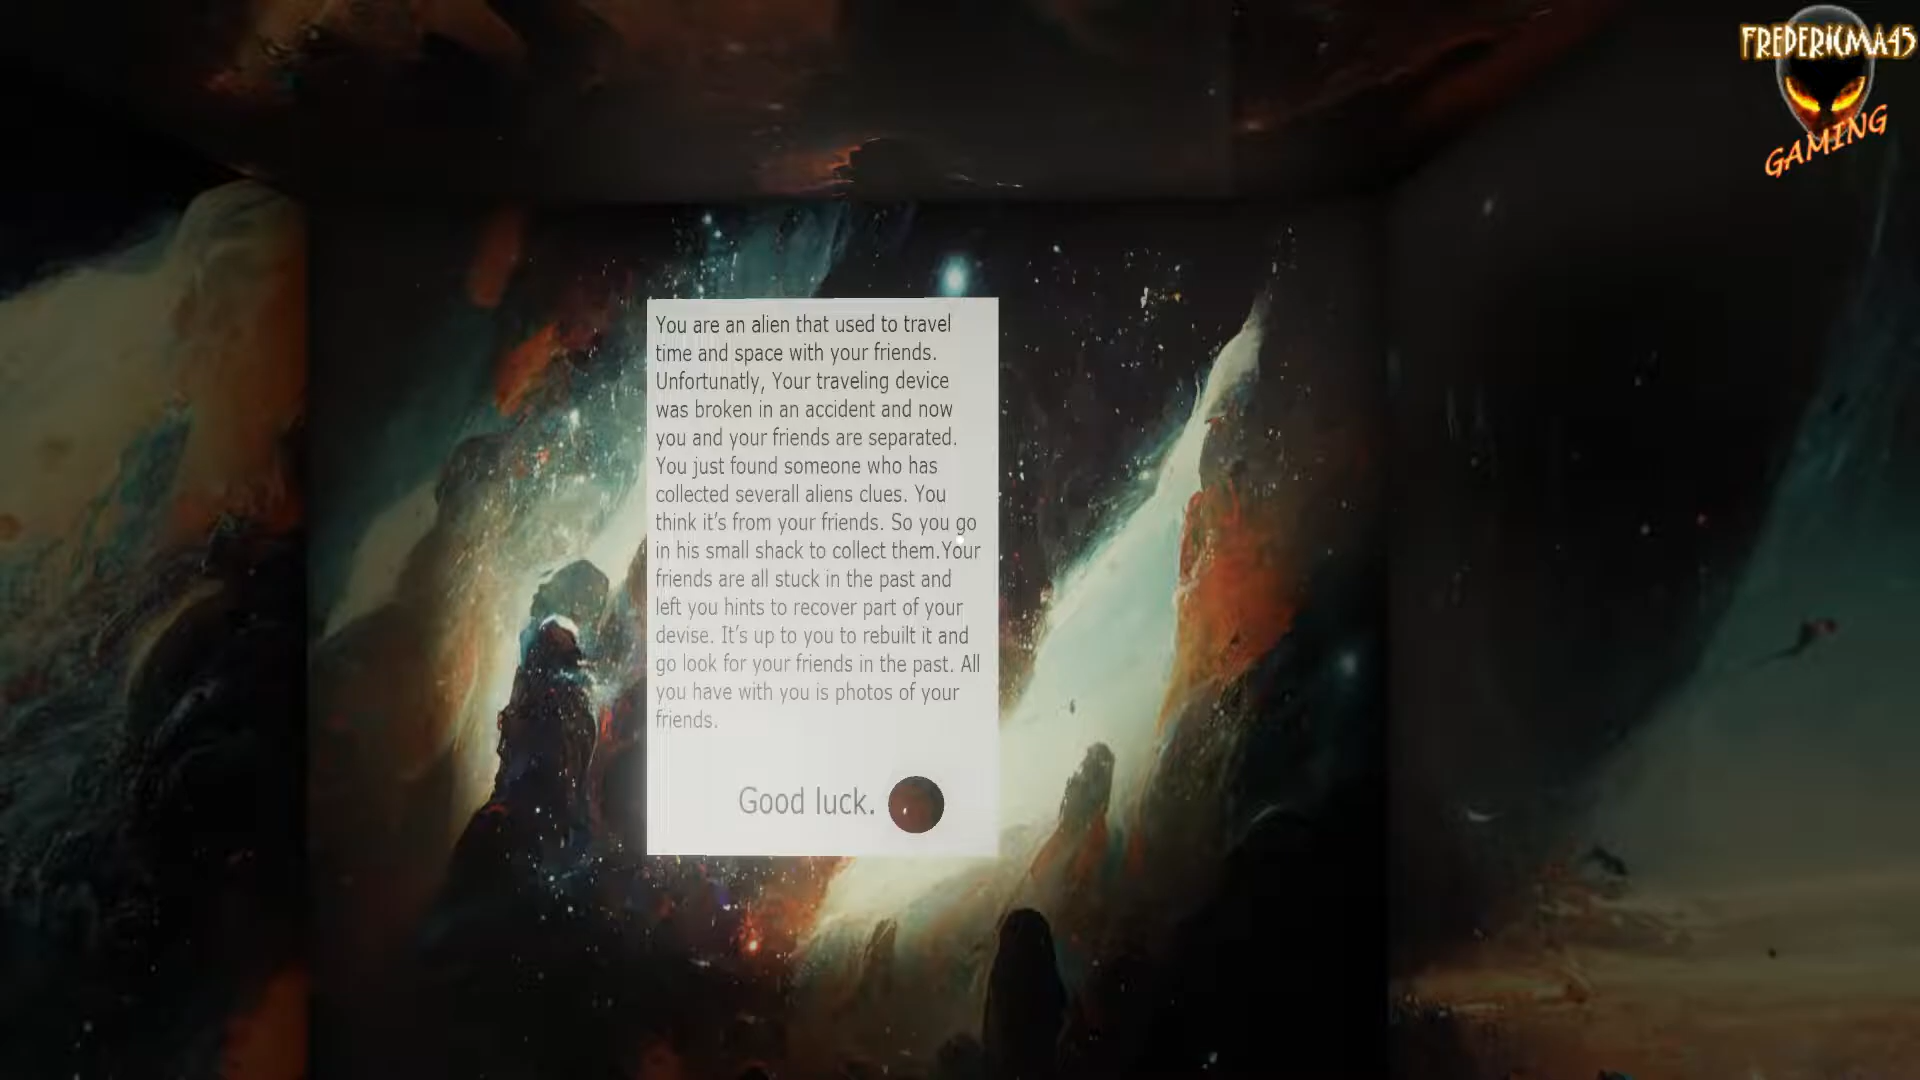 FREDERICMA45
GAMING
You are an alien that used to travel
time and space with your friends.
Unfortunatly, Your traveling device
was broken in an accident and now
you and your friends are separated.
You just found someone who has
collected severall aliens clues. You
think it's from your friends. So you go
in his small shack to collect them.Your
friends are all stuck in the past and
left you hints to recover part of your
devise. It's up to you to rebuilt it and
go look for your friends in the past. All
you have with you is photos of your
friends.
Good luck.